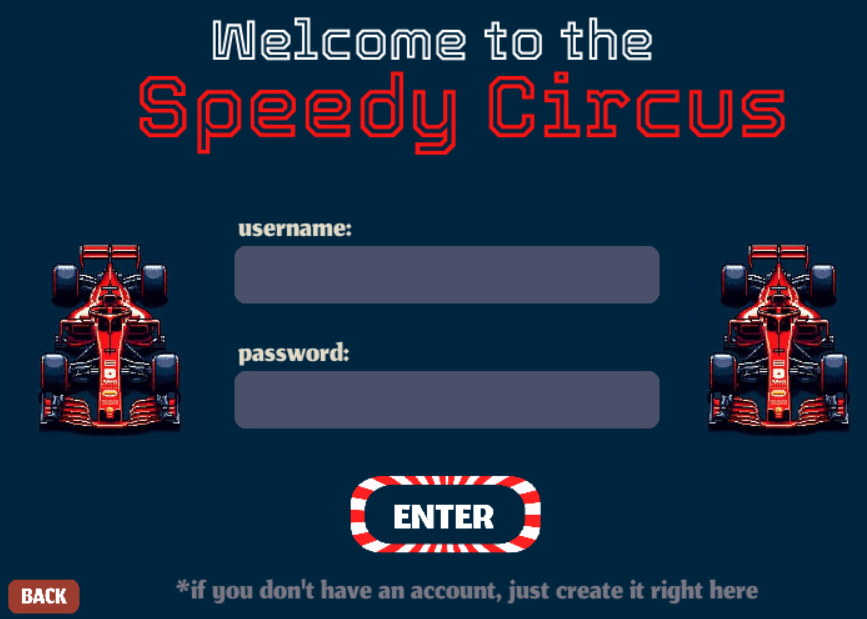 Welcome to the
Speedy Circus
username:
password:
ENTER
BACK
*if you don't have an account, just create it right here